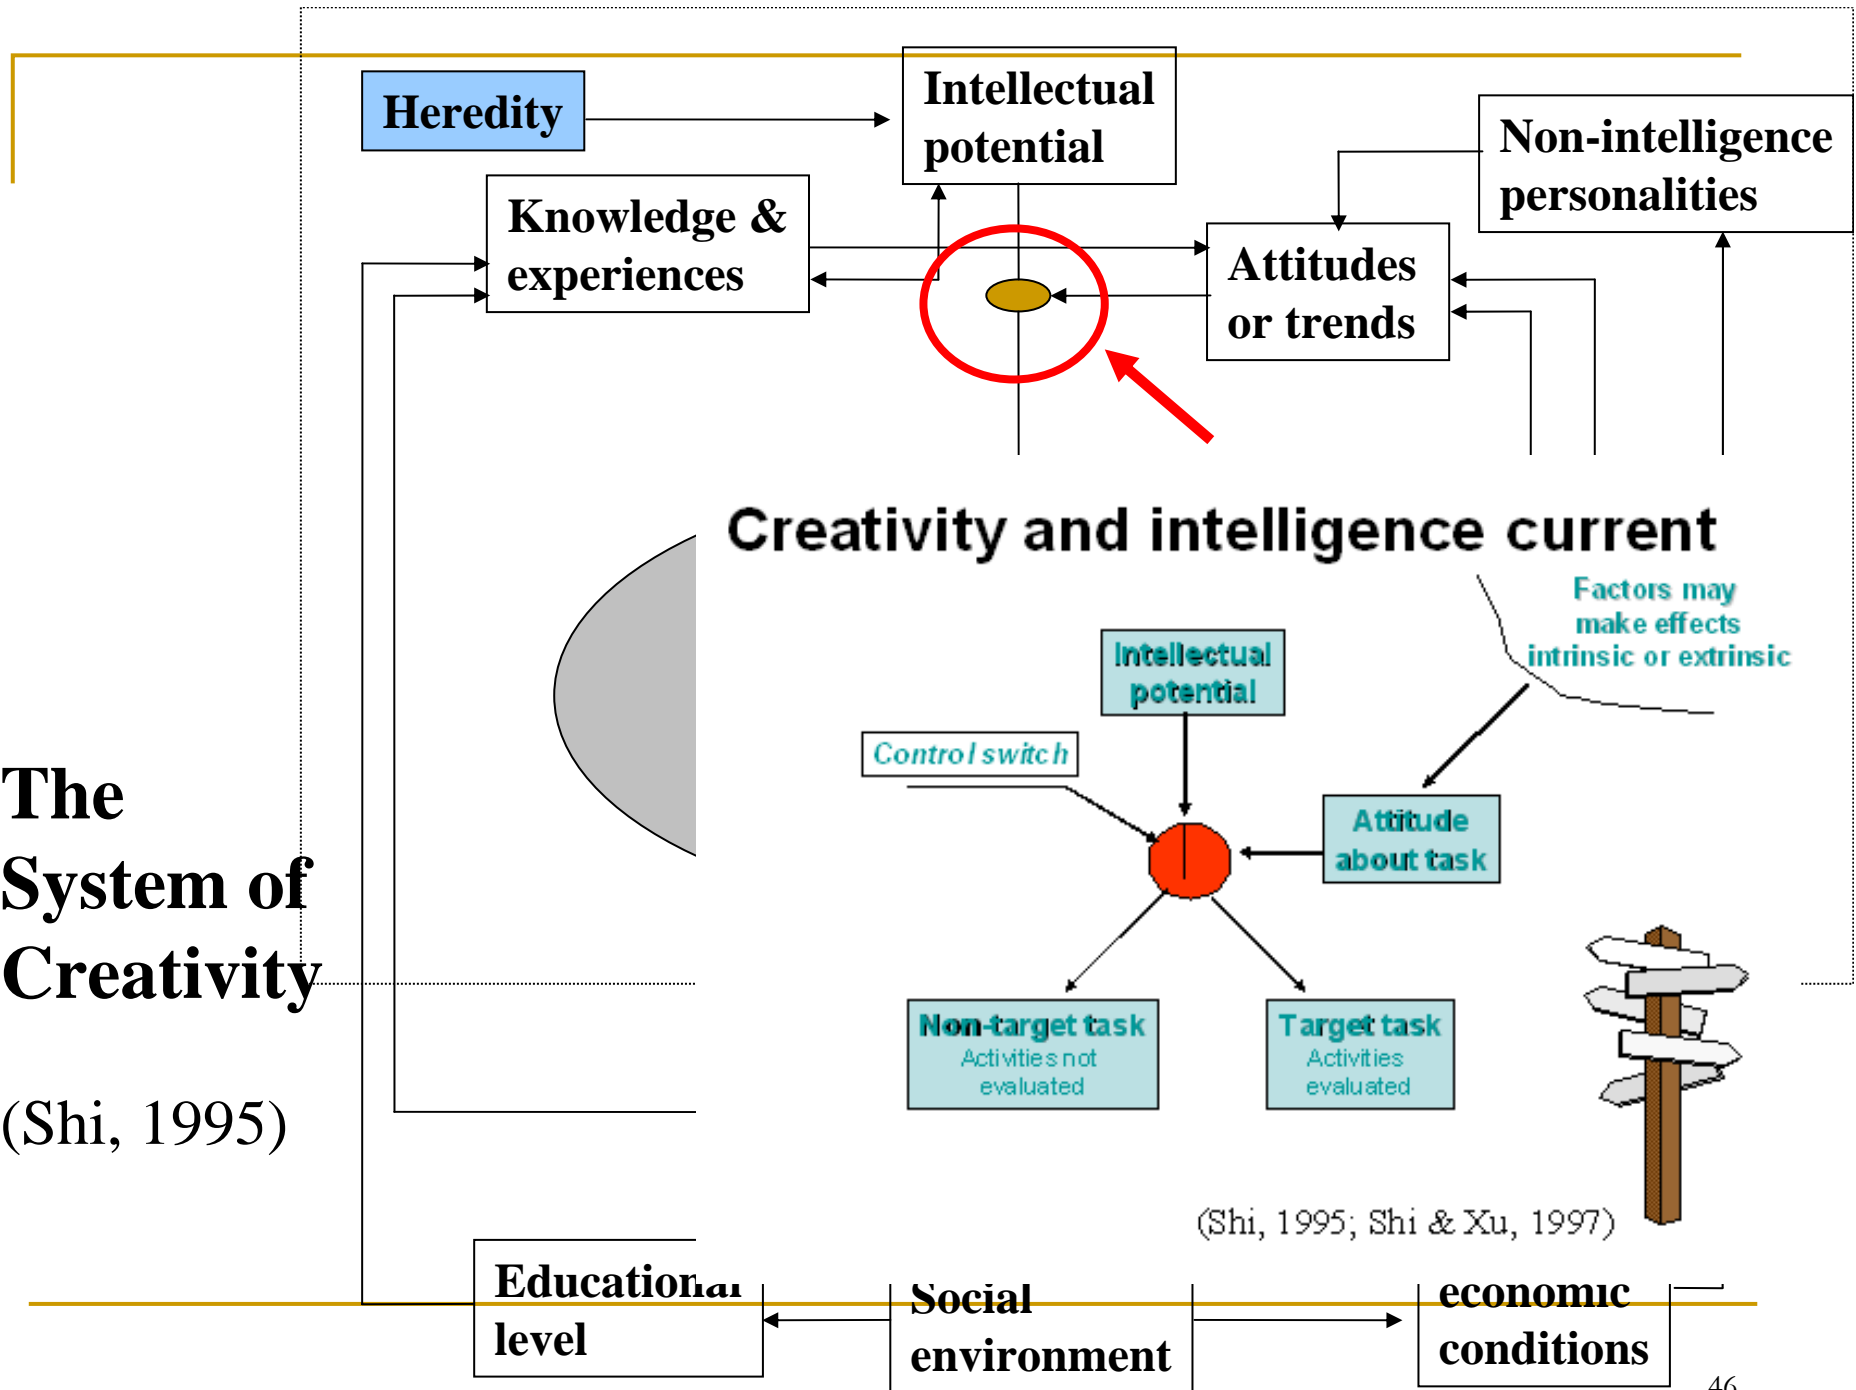 Heredity
Intellectual
potential
Non-intelligence
personalities
Knowledge &
experiences
Attitudes
or trends
Creativity and intelligence current
Factors may
make effects
intrinsic or extrinsic
Intellectual
potential
Control switch
Attitude
about task
The
System of
Creativity
(Shi, 1995)
Non-target task
Activities not
evaluated
Target task
Activities
evaluated
(Shi, 1995; Shi & Xu, 1997)
Educational
level
Social
environment
economic
conditions
46